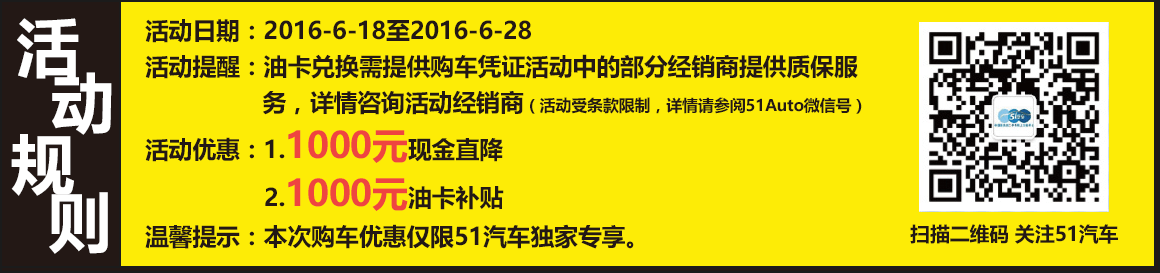 活动规则
活动日期：2016-6-18至2016-6-28
活动提醒：油卡兑换需提供购车凭证活动中的部分经销商提供质保服
务，详情咨询活动经销商（活动受条款限制，详情请参阅51Auto微信号）
活动优惠：1.1000元现金直降
2.1000元油卡补贴
温馨提示：本次购车优惠仅限51汽车独家专享。
扫描二维码 关注51汽车